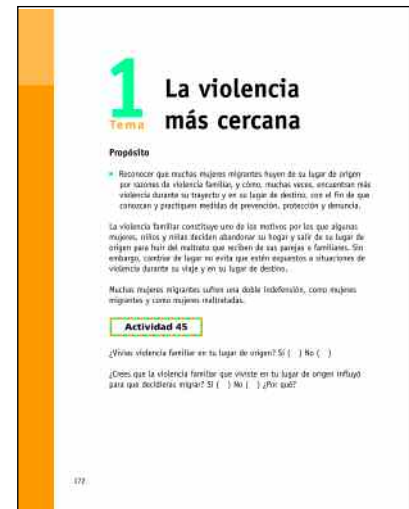 1
Tema
La violencia
más cercana
Propósito
Reconocer que muchas mujeres migrantes huyen de su lugar de origen
por razones de violencia familiar, y cómo, muchas veces, encuentran más
violencia durante su trayecto y en su lugar de destino, con el fin de que
conozcan y practiquen medidas de prevención, protección y denuncia.
La violencia familiar constituye uno de los motivos por los que algunas
mujeres, niños y niñas deciden abandonar su hogar y salir de su lugar de
origen para huir del maltrato que reciben de sus parejas o familiares. Sin
embargo, cambiar de lugar no evita que estén expuestos a situaciones de
violencia durante su viaje y en su lugar de destino.
Muchas mujeres migrantes sufren una doble indefensión, como mujeres
migrantes y como mujeres maltratadas.
Actividad 45
¿Vivías violencia familiar en tu lugar de origen? Sí ( ) No ( )
¿Crees que la violencia familiar que viviste en tu lugar de origen influyó
para que decidieras migrar? Sí ( ) No ( ) ¿Por qué?
172